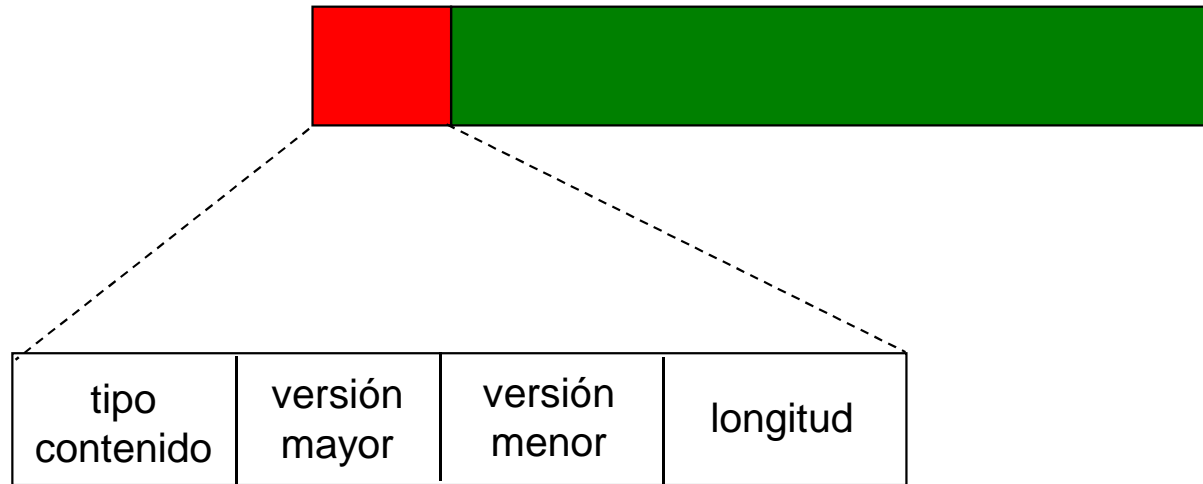 tipo
contenido
versión
mayor
versión
menor
longitud